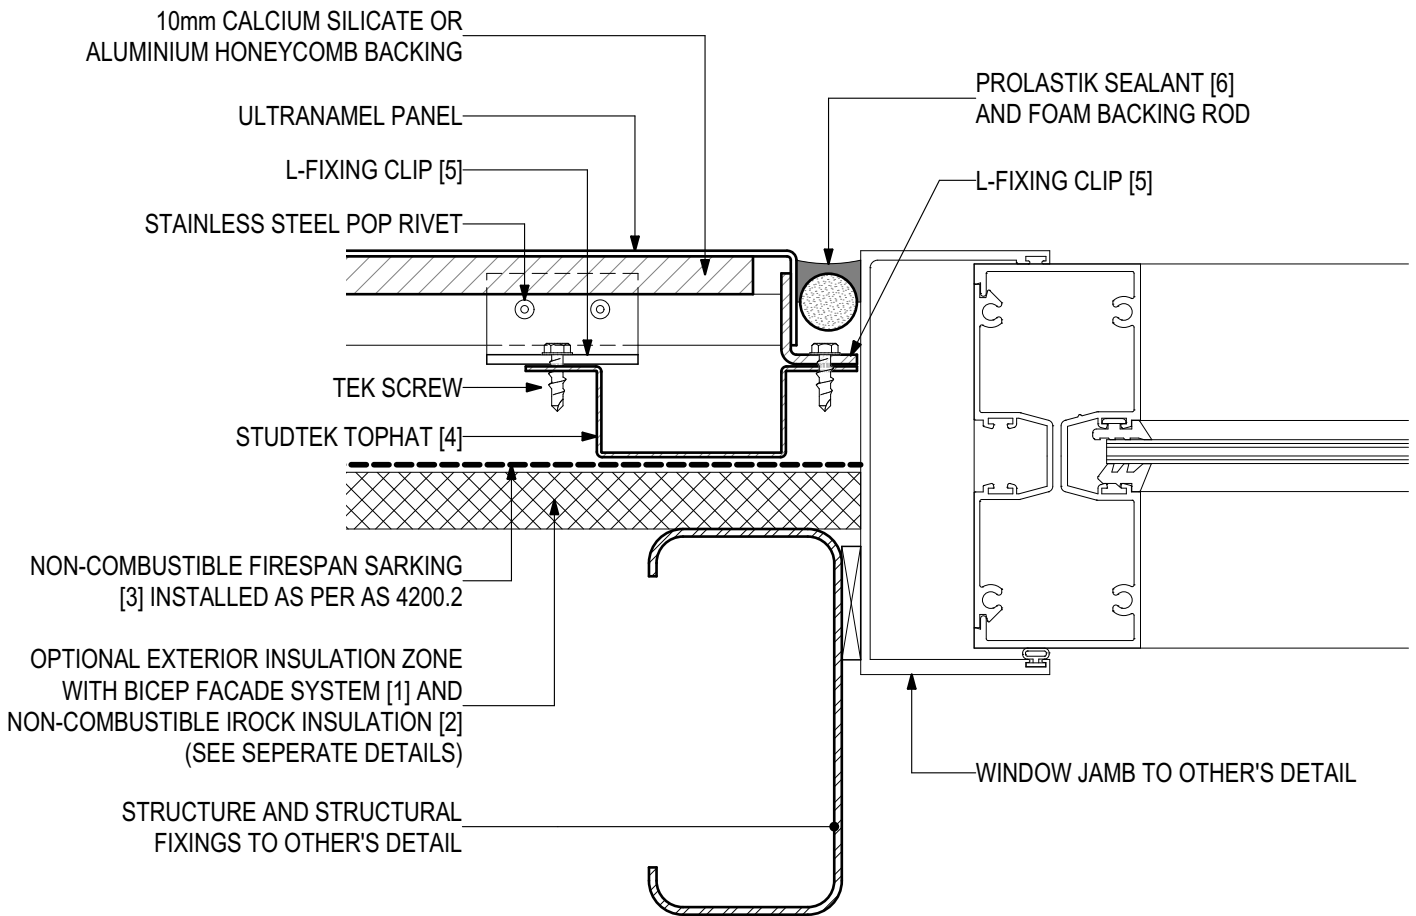 10mm CALCIUM SILICATE OR
ALUMINIUM HONEYCOMB BACKING
ULTRANAMEL PANEL
L-FIXING CLIP [5]
STAINLESS STEEL POP RIVET
TEK SCREW
STUDTEK TOPHAT [4]
NON-COMBUSTIBLE FIRESPAN SARKING
[3] INSTALLED AS PER AS 4200.2
OPTIONAL EXTERIOR INSULATION ZONE
WITH BICEP FACADE SYSTEM [1] AND
NON-COMBUSTIBLE IROCK INSULATION [2]
(SEE SEPERATE DETAILS)
STRUCTURE AND STRUCTURAL
FIXINGS TO OTHER'S DETAIL
PROLASTIK SEALANT [6]
AND FOAM BACKING ROD
L-FIXING CLIP [5]
WINDOW JAMB TO OTHER'S DETAIL